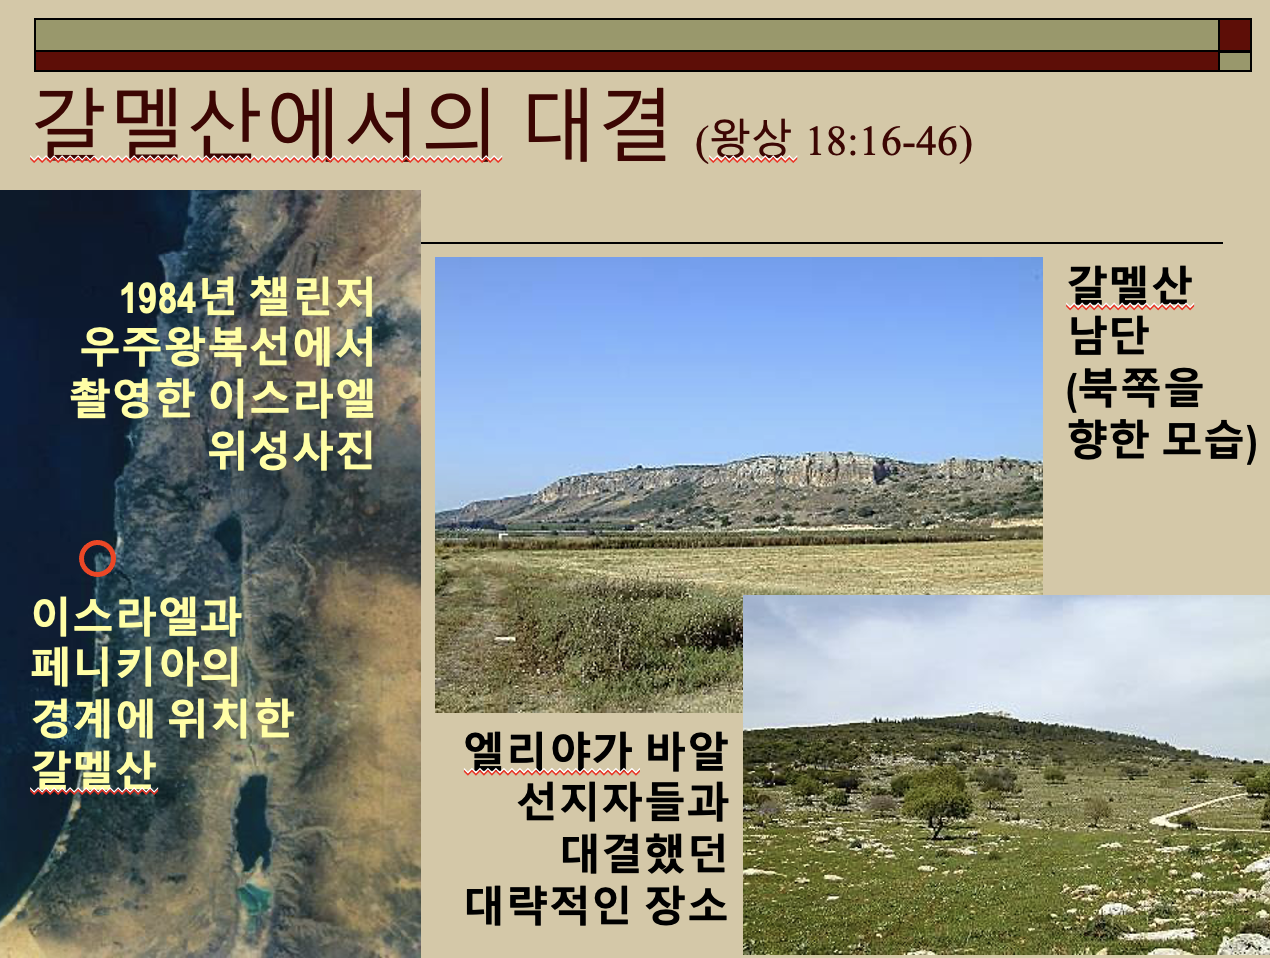 갈멜산에서의 대결 (왕상 18:16-46)
1984년 챌린저
우주왕복선에서
촬영한 이스라엘
위성사진
이스라엘과
페니키아의
경계에 위치한
갈멜산
갈멜산
남단
(북쪽을
향한 모습)
엘리야가 바알
선지자들과
대결했던
대략적인 장소